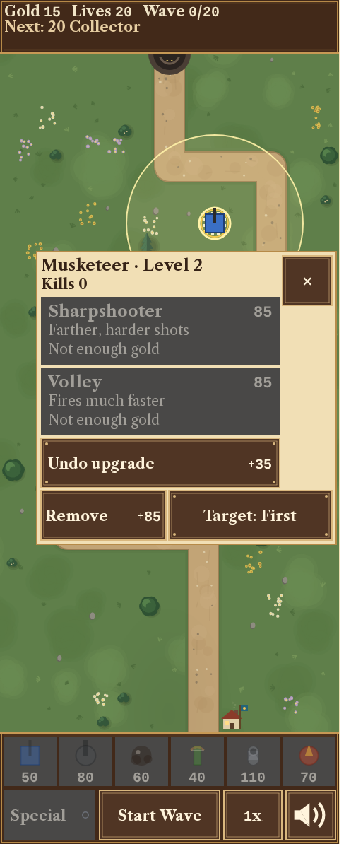 Gold 15 Lives 20 Wave 0/20
Next: 20 Collector
Musketeer · Level 2
Kills 0
×
Sharpshooter 85
Farther, harder shots
Not enough gold
Volley 85
Fires much faster
Not enough gold
Undo upgrade +35
Remove +85
Target: First
50 80 60 40 110 70
Special
Start Wave
1x